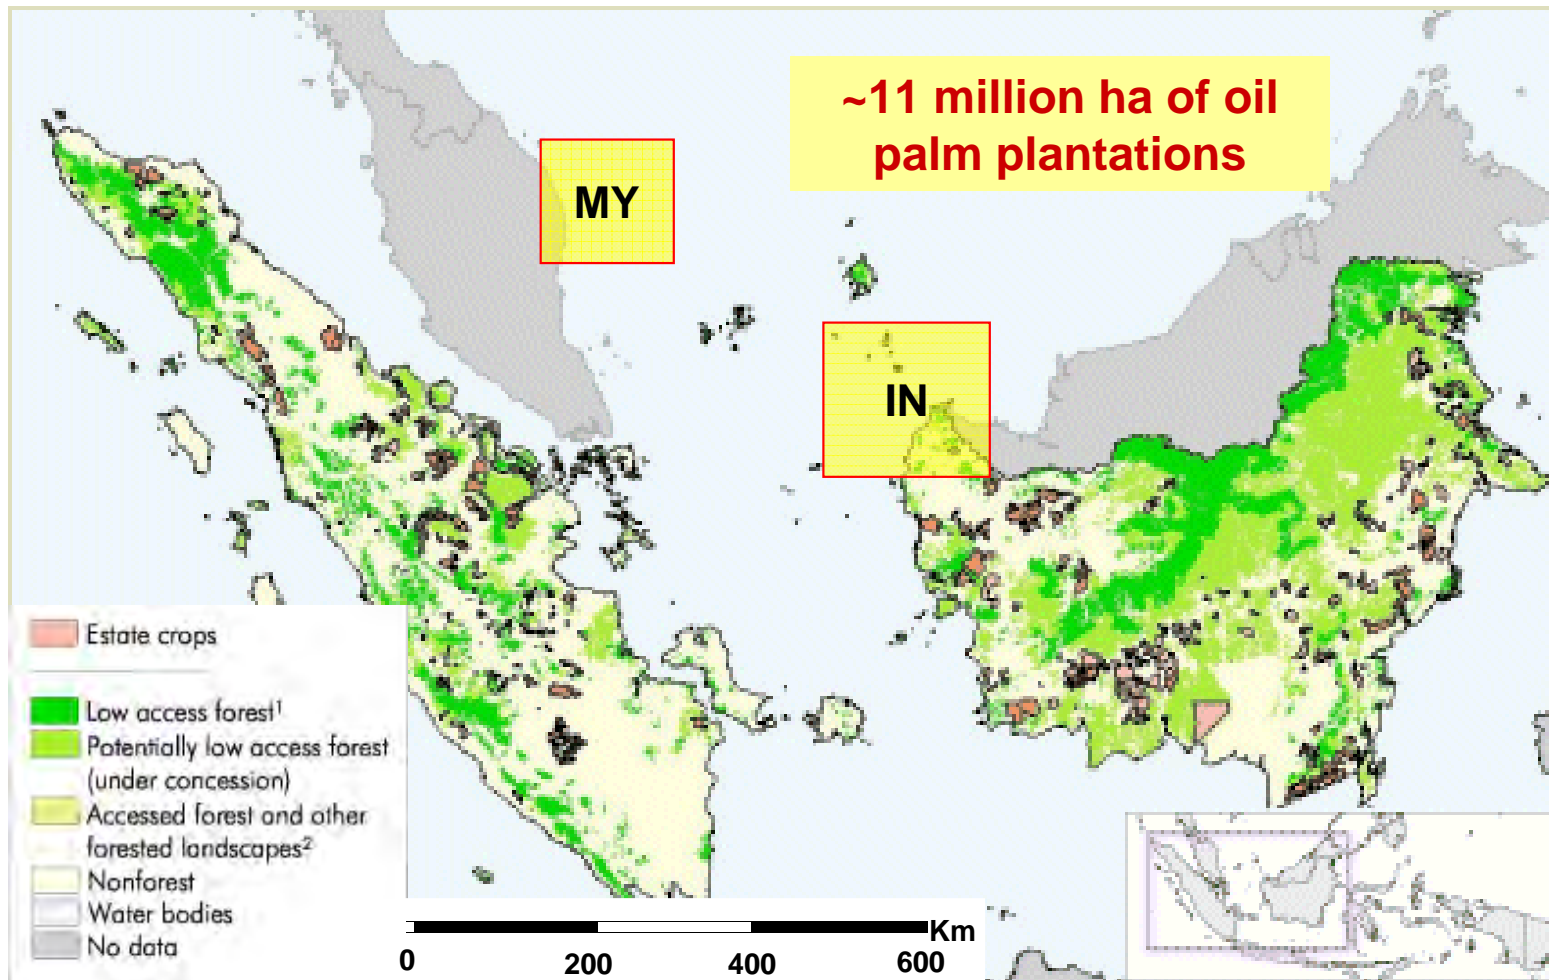 ~11 million ha of oil
palm plantations
MY
IN
Estate crops
Low access forest¹
Potentially low access forest
(under concession)
Accessed forest and other
forested landscapes²
Nonforest
Water bodies
No data
Km
0 200 400 600